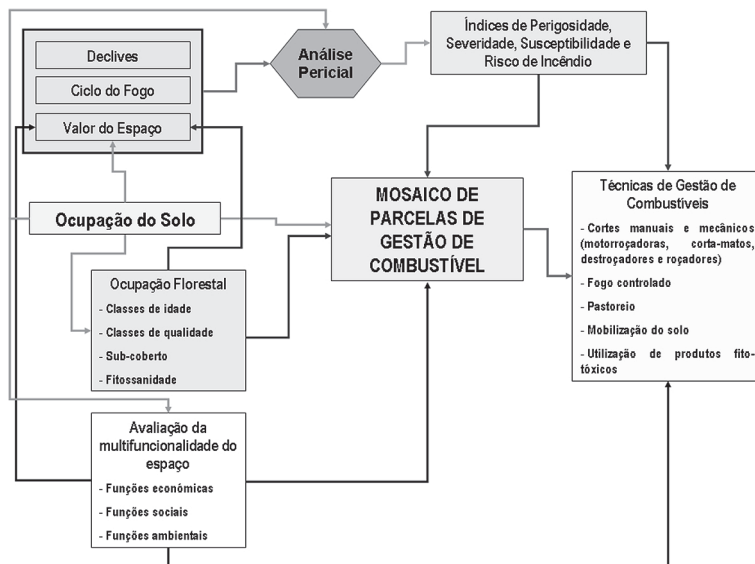 Declives
Ciclo do Fogo
Valor do Espaço
Análise
Pericial
Índices de Perigosidade,
Severidade, Susceptibilidade e
Risco de Incêndio
Ocupação do Solo
MOSAICO DE
PARCELAS DE
GESTÃO DE
COMBUSTÍVEL
Técnicas de Gestão de
Combustíveis
- Cortes manuais e mecânicos
(motorroçadoras, corta-matos,
destroçadores e roçadores)
- Fogo controlado
- Pastoreio
- Mobilização do solo
- Utilização de produtos fito-
tóxicos
Ocupação Florestal
- Classes de idade
- Classes de qualidade
- Sub-coberto
- Fitossanidade
Avaliação da
multifuncionalidade do
espaço
- Funções económicas
- Funções sociais
- Funções ambientais